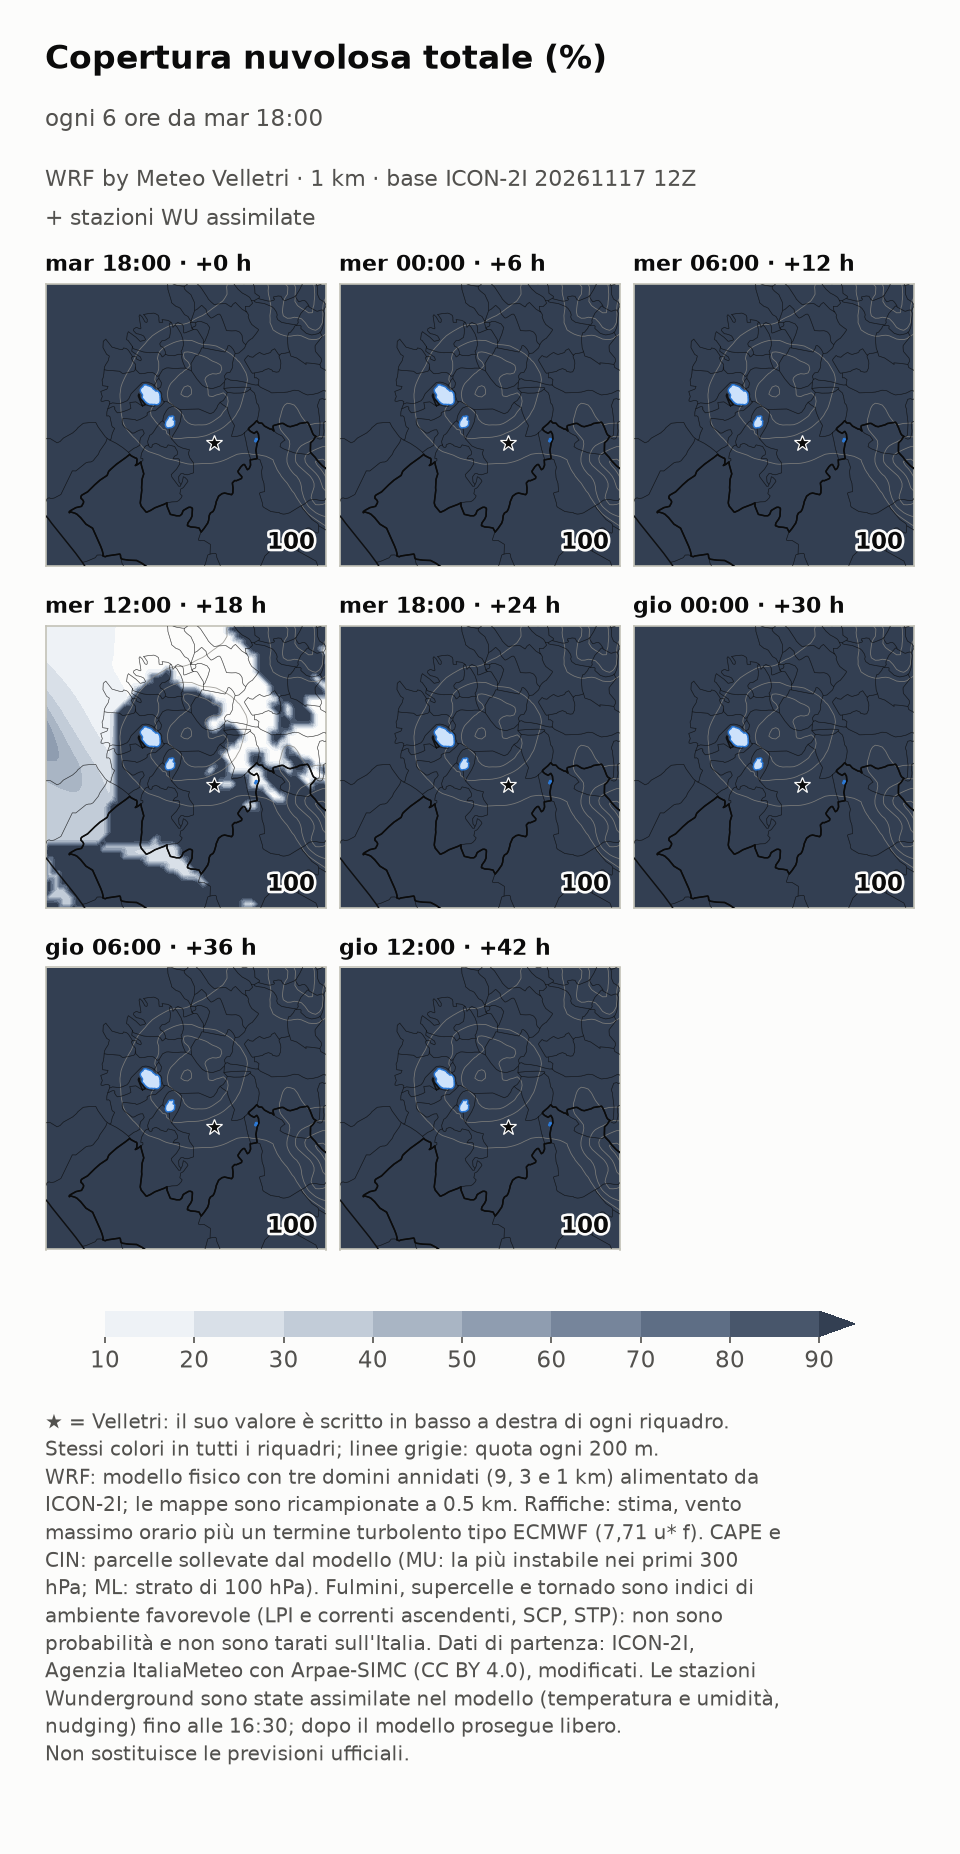 Copertura nuvolosa totale (%)
ogni 6 ore da mar 18:00
WRF by Meteo Velletri · 1 km · base ICON-2I 20261117 12Z
+ stazioni WU assimilate
mar 18:00 · +0 h
mer 00:00 · +6 h
mer 06:00 · +12 h
100
100
100
mer 12:00 · +18 h
mer 18:00 · +24 h
gio 00:00 · +30 h
100
100
100
gio 06:00 · +36 h
gio 12:00 · +42 h
100
100
10 20 30 40 50 60 70 80 90
★ = Velletri: il suo valore è scritto in basso a destra di ogni riquadro.
Stessi colori in tutti i riquadri; linee grigie: quota ogni 200 m.
WRF: modello fisico con tre domini annidati (9, 3 e 1 km) alimentato da
ICON-2I; le mappe sono ricampionate a 0.5 km. Raffiche: stima, vento
massimo orario più un termine turbolento tipo ECMWF (7,71 u* f). CAPE e
CIN: parcelle sollevate dal modello (MU: la più instabile nei primi 300
hPa; ML: strato di 100 hPa). Fulmini, supercelle e tornado sono indici di
ambiente favorevole (LPI e correnti ascendenti, SCP, STP): non sono
probabilità e non sono tarati sull'Italia. Dati di partenza: ICON-2I,
Agenzia ItaliaMeteo con Arpae-SIMC (CC BY 4.0), modificati. Le stazioni
Wunderground sono state assimilate nel modello (temperatura e umidità,
nudging) fino alle 16:30; dopo il modello prosegue libero.
Non sostituisce le previsioni ufficiali.